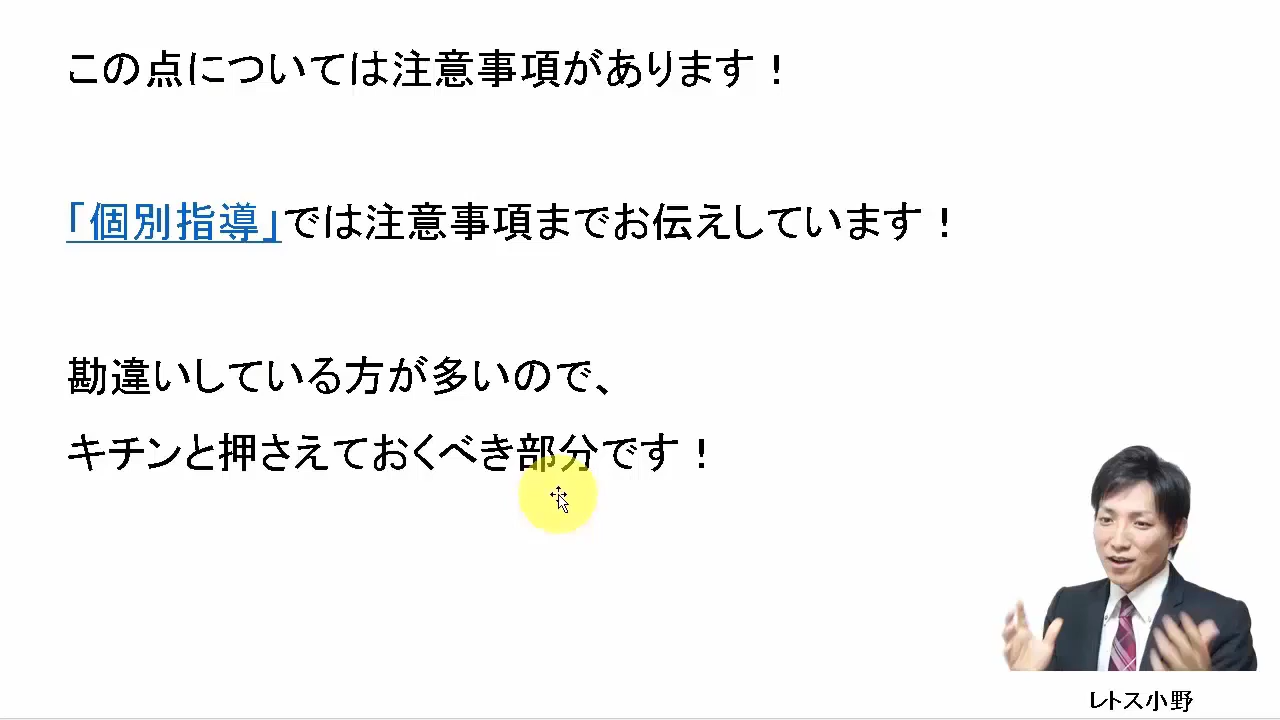 この点については注意事項があります！
「個別指導」では注意事項までお伝えしています！
勘違いしている方が多いので、
キチンと押さえておくべき部分です！
レトス小野